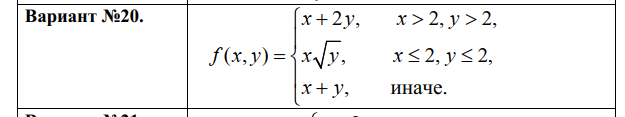 Вариант №20.
x + 2y, x > 2, y > 2,
f(x, y) = { x√y, x ≤ 2, y ≤ 2,
x + y, иначе.